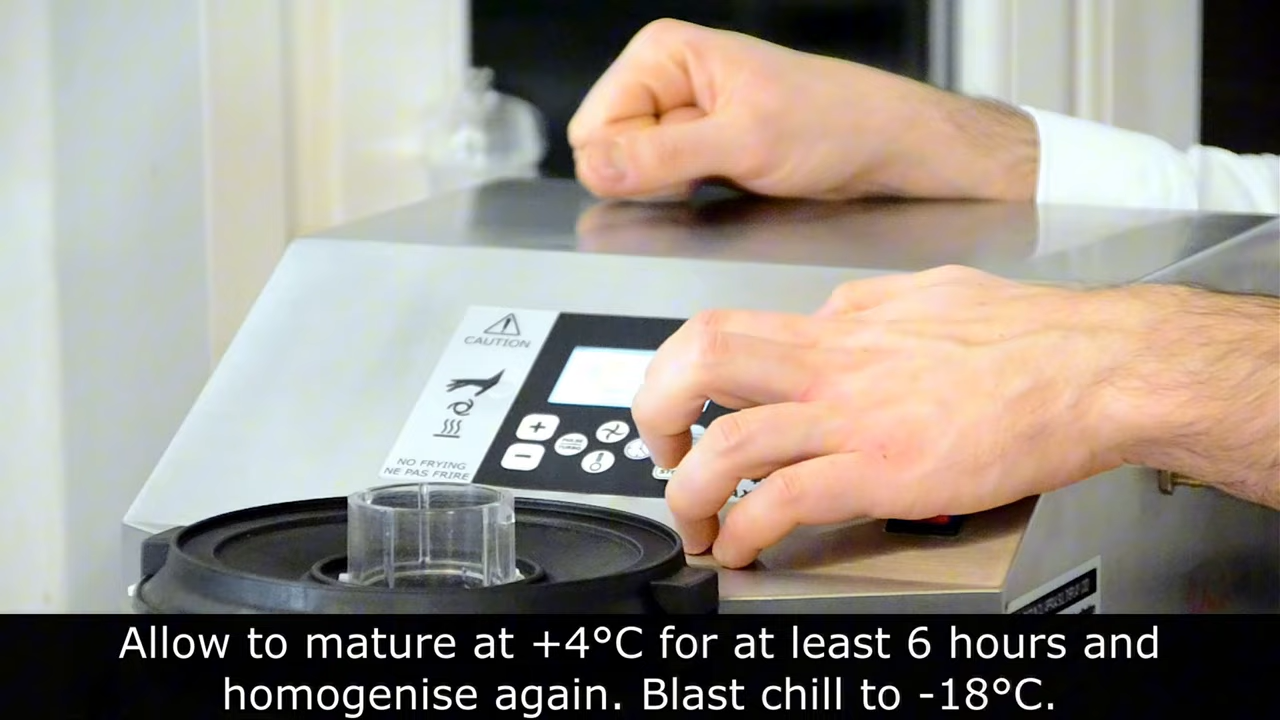 CAUTION
+
−
NO FRYING
NE PAS FRIRE
Allow to mature at +4°C for at least 6 hours and
homogenise again. Blast chill to -18°C.